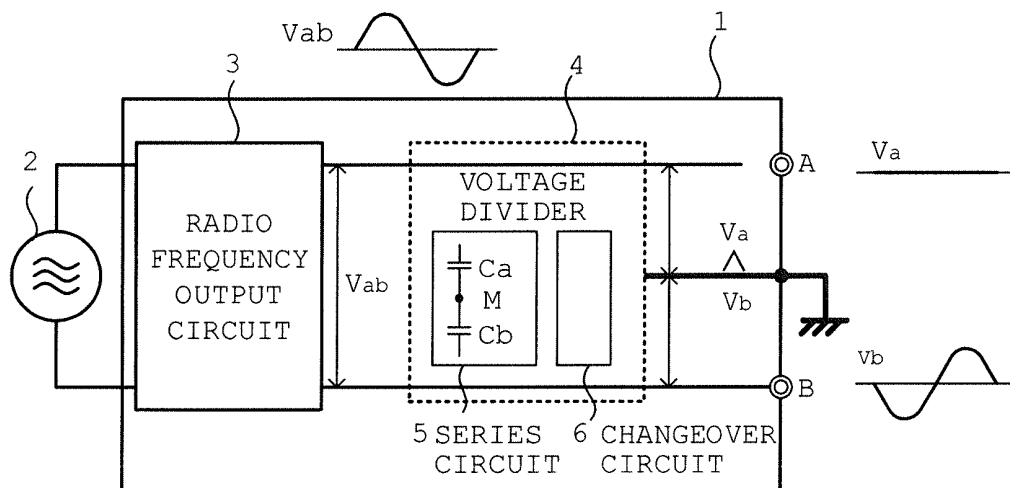 Vab
1
3
4
2
A
Va
VOLTAGE
DIVIDER
RADIO
FREQUENCY
OUTPUT
CIRCUIT
Vab
Ca
M
Cb
Va
Vb
Vb
B
5 SERIES
CIRCUIT
6 CHANGEOVER
CIRCUIT